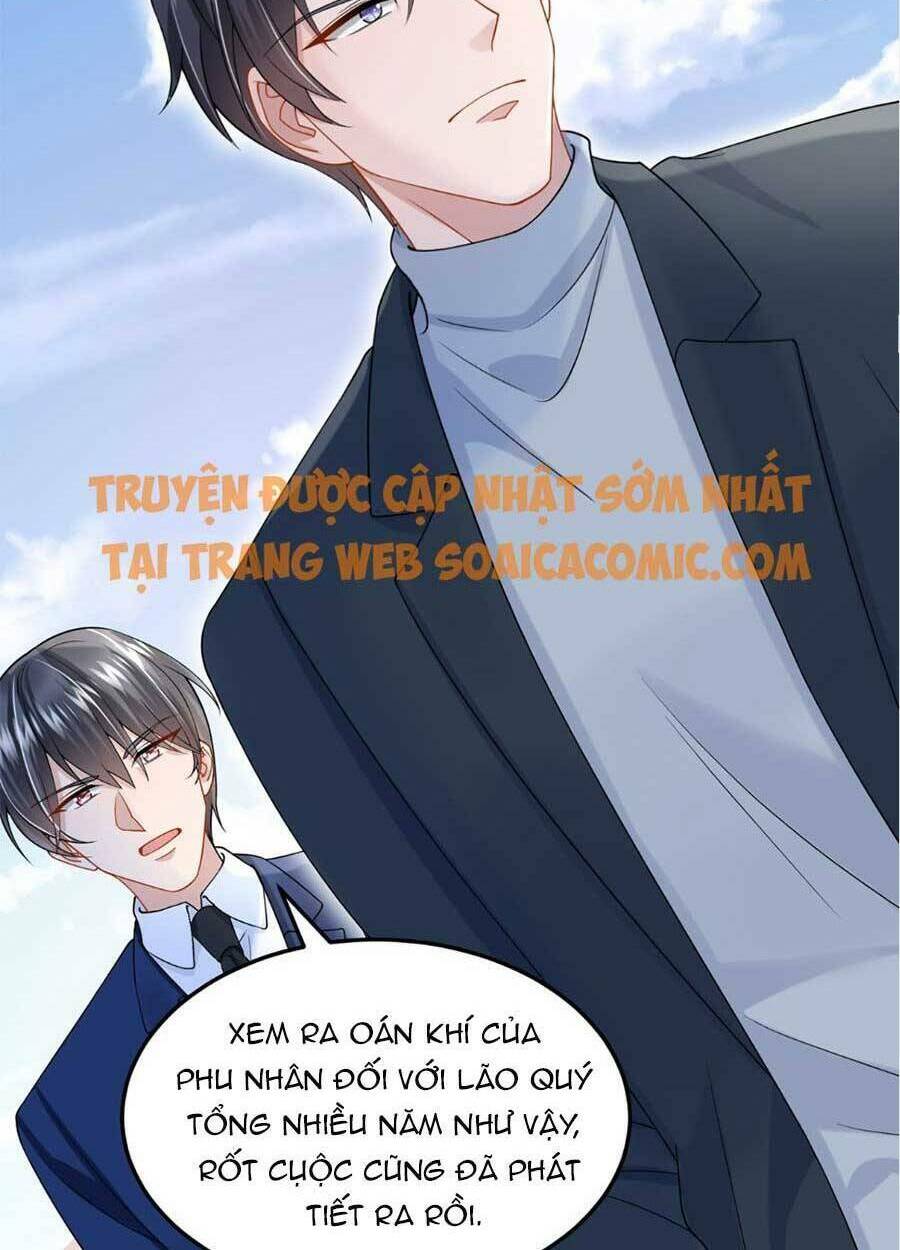 TRUYỆN ĐƯỢC CẬP NHẬT SỚM NHẤT
TẠI TRANG WEB SOAICACOMIC.COM
XEM RA OÁN KHÍ CỦA
PHU NHÂN ĐỐI VỚI LÃO QUÝ
TỔNG NHIỀU NĂM NHƯ VẬY,
RỐT CUỘC CŨNG ĐÃ PHÁT
TIẾT RA RỒI.